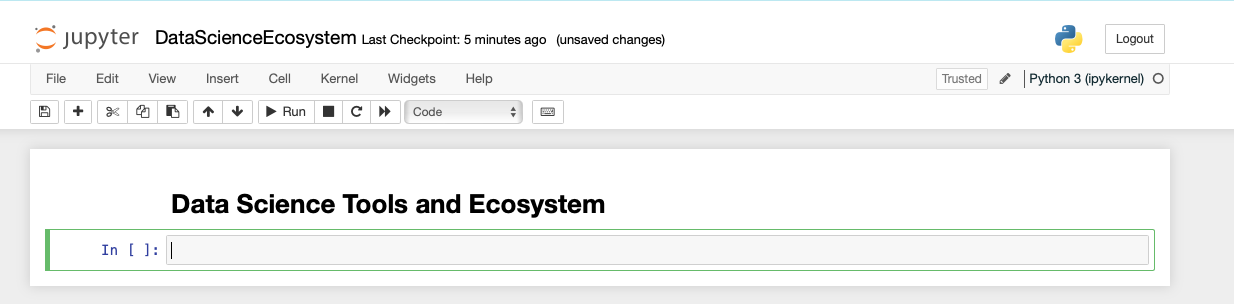 jupyter DataScienceEcosystem Last Checkpoint: 5 minutes ago (unsaved changes) Logout
File Edit View Insert Cell Kernel Widgets Help Trusted Python 3 (ipykernel)
Run Code
Data Science Tools and Ecosystem
In [ ]: